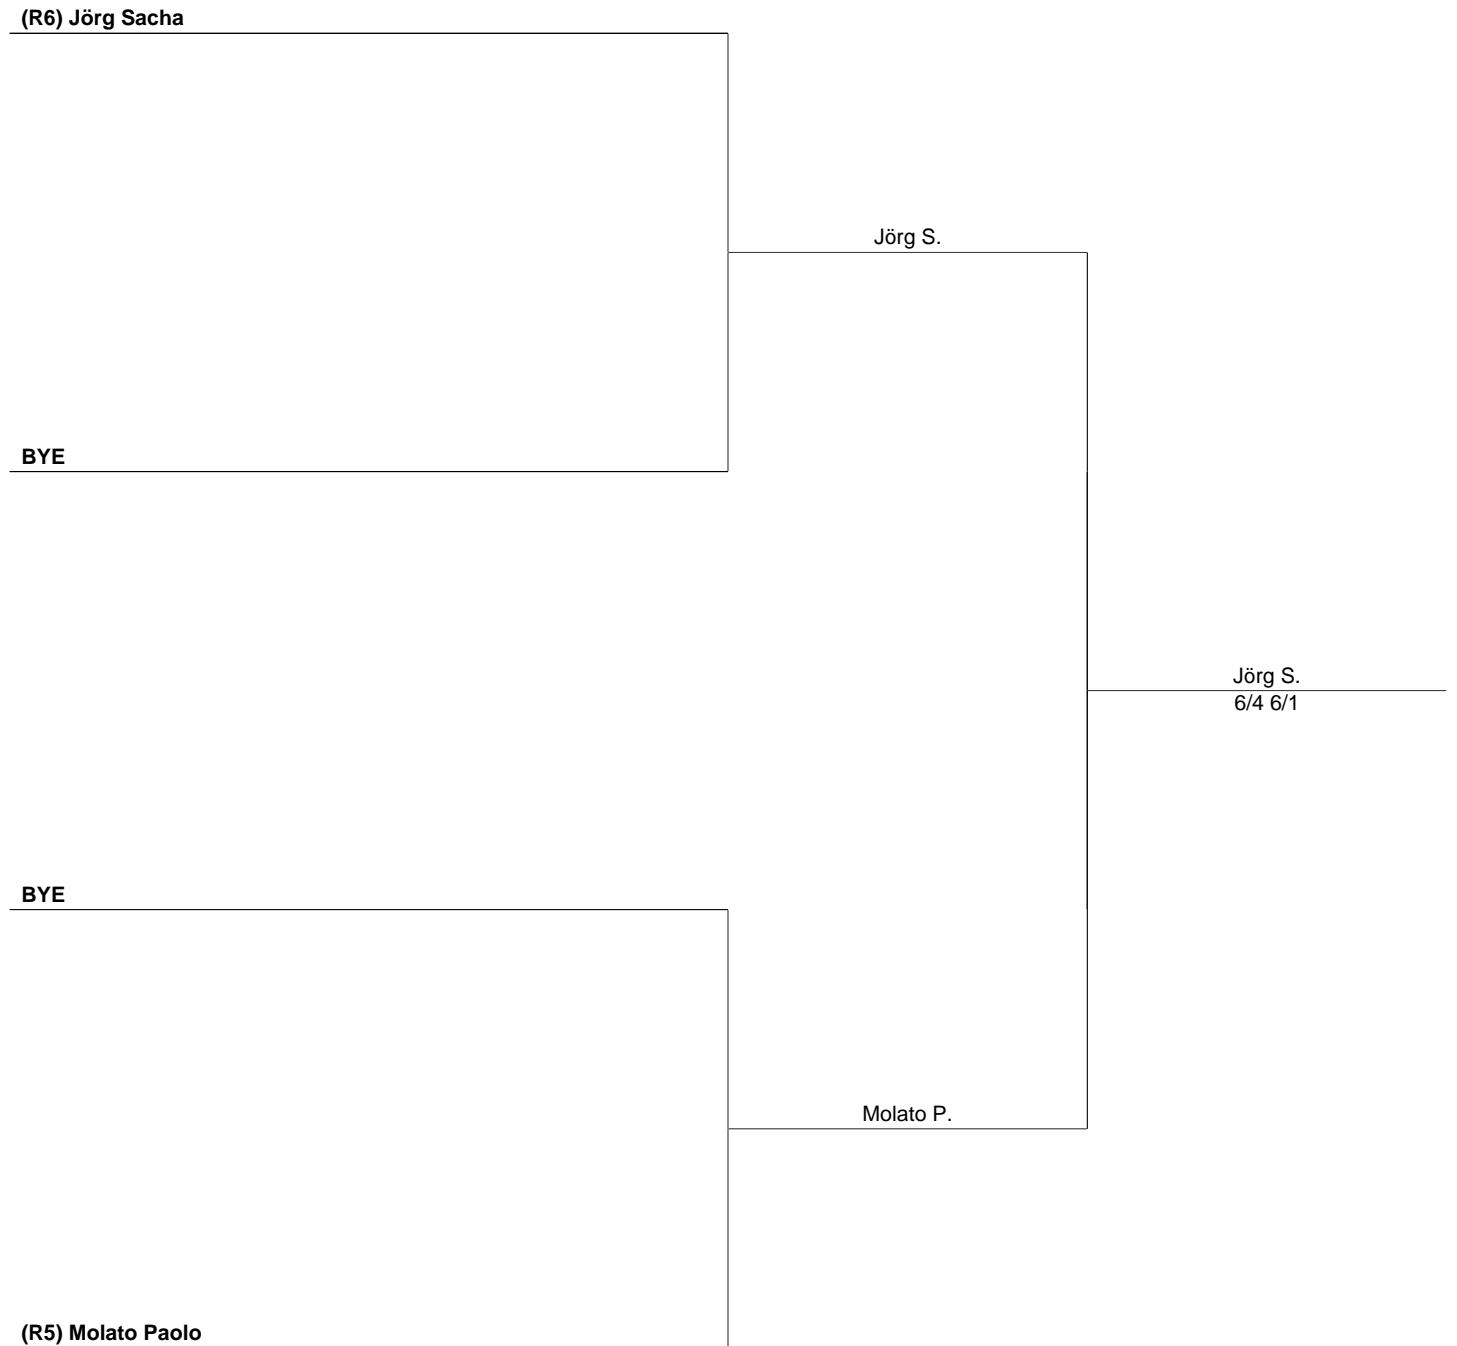 (R6) Jörg Sacha
Jörg S.
BYE
Jörg S.
6/4 6/1
BYE
Molato P.
(R5) Molato Paolo